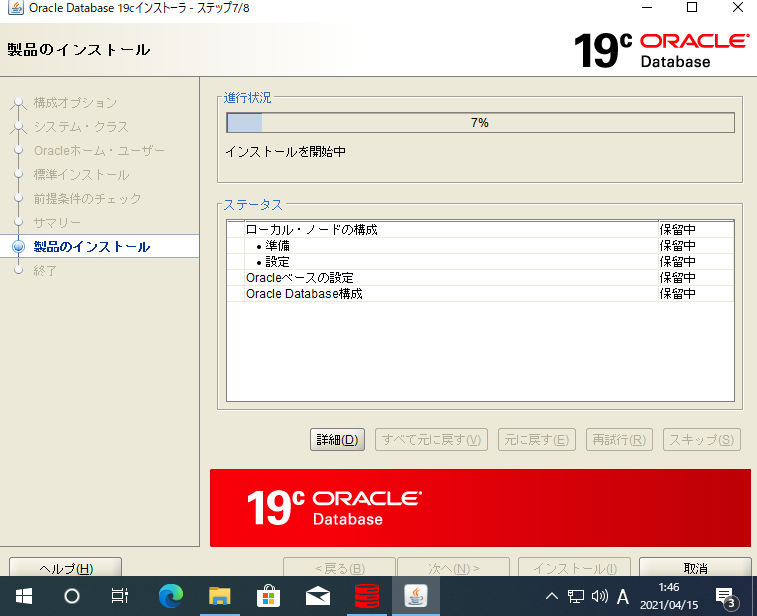 Oracle Database 19cインストーラ - ステップ7/8
製品のインストール
19c ORACLE
Database
構成オプション
システム・クラス
Oracleホーム・ユーザー
標準インストール
前提条件のチェック
サマリー
製品のインストール
終了
進行状況
7%
インストールを開始中
ステータス
ローカル・ノードの構成 保留中
• 準備 保留中
• 設定 保留中
Oracleベースの設定 保留中
Oracle Database構成 保留中
詳細(D) すべて元に戻す(V) 元に戻す(E) 再試行(R) スキップ(S)
19c ORACLE
Database
ヘルプ(H) < 戻る(B) 次へ(N) > インストール(I) 取消
A 1:46 3
2021/04/15